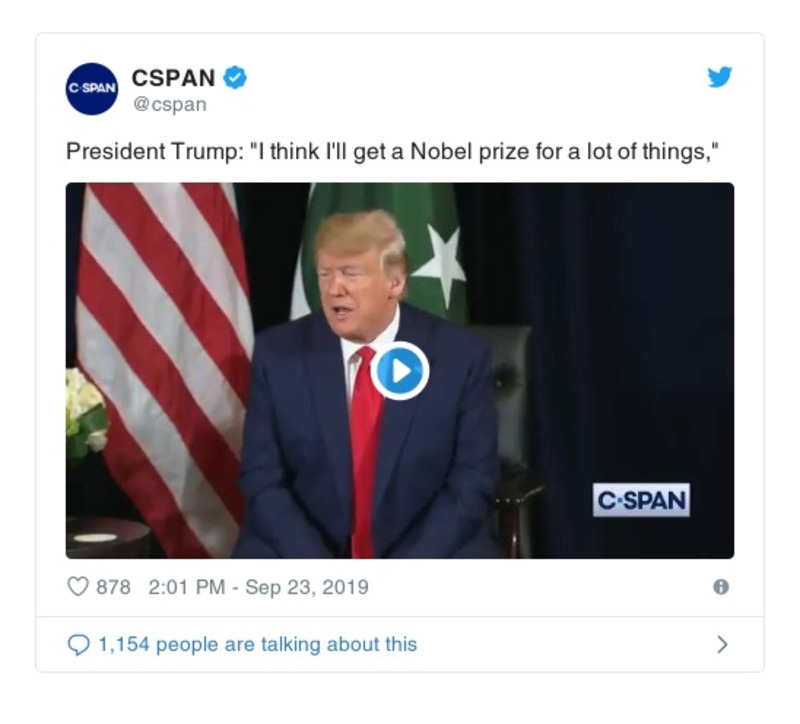 C-SPAN
CSPAN
@cspan
President Trump: "I think I'll get a Nobel prize for a lot of things,"
C·SPAN
878 2:01 PM - Sep 23, 2019
1,154 people are talking about this